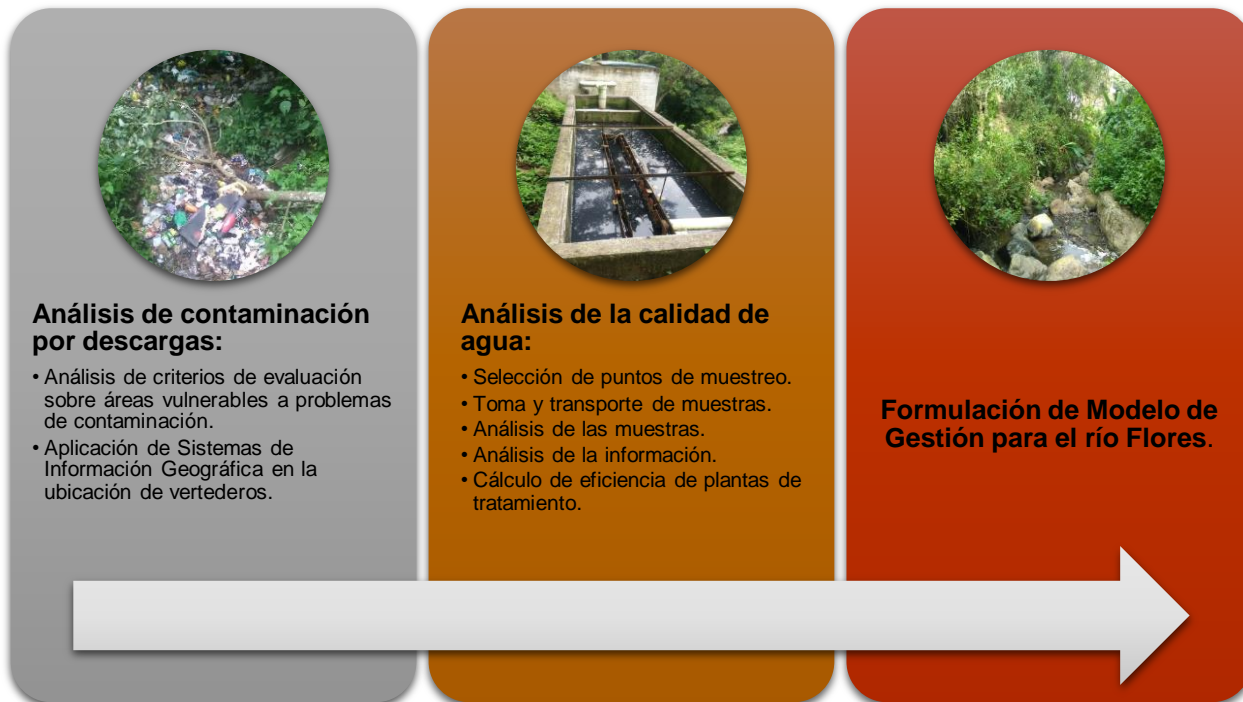 Análisis de contaminación
por descargas:
• Análisis de criterios de evaluación
sobre áreas vulnerables a problemas
de contaminación.
• Aplicación de Sistemas de
Información Geográfica en la
ubicación de vertederos.
Análisis de la calidad de
agua:
• Selección de puntos de muestreo.
• Toma y transporte de muestras.
• Análisis de las muestras.
• Análisis de la información.
• Cálculo de eficiencia de plantas de
tratamiento.
Formulación de Modelo de
Gestión para el río Flores.